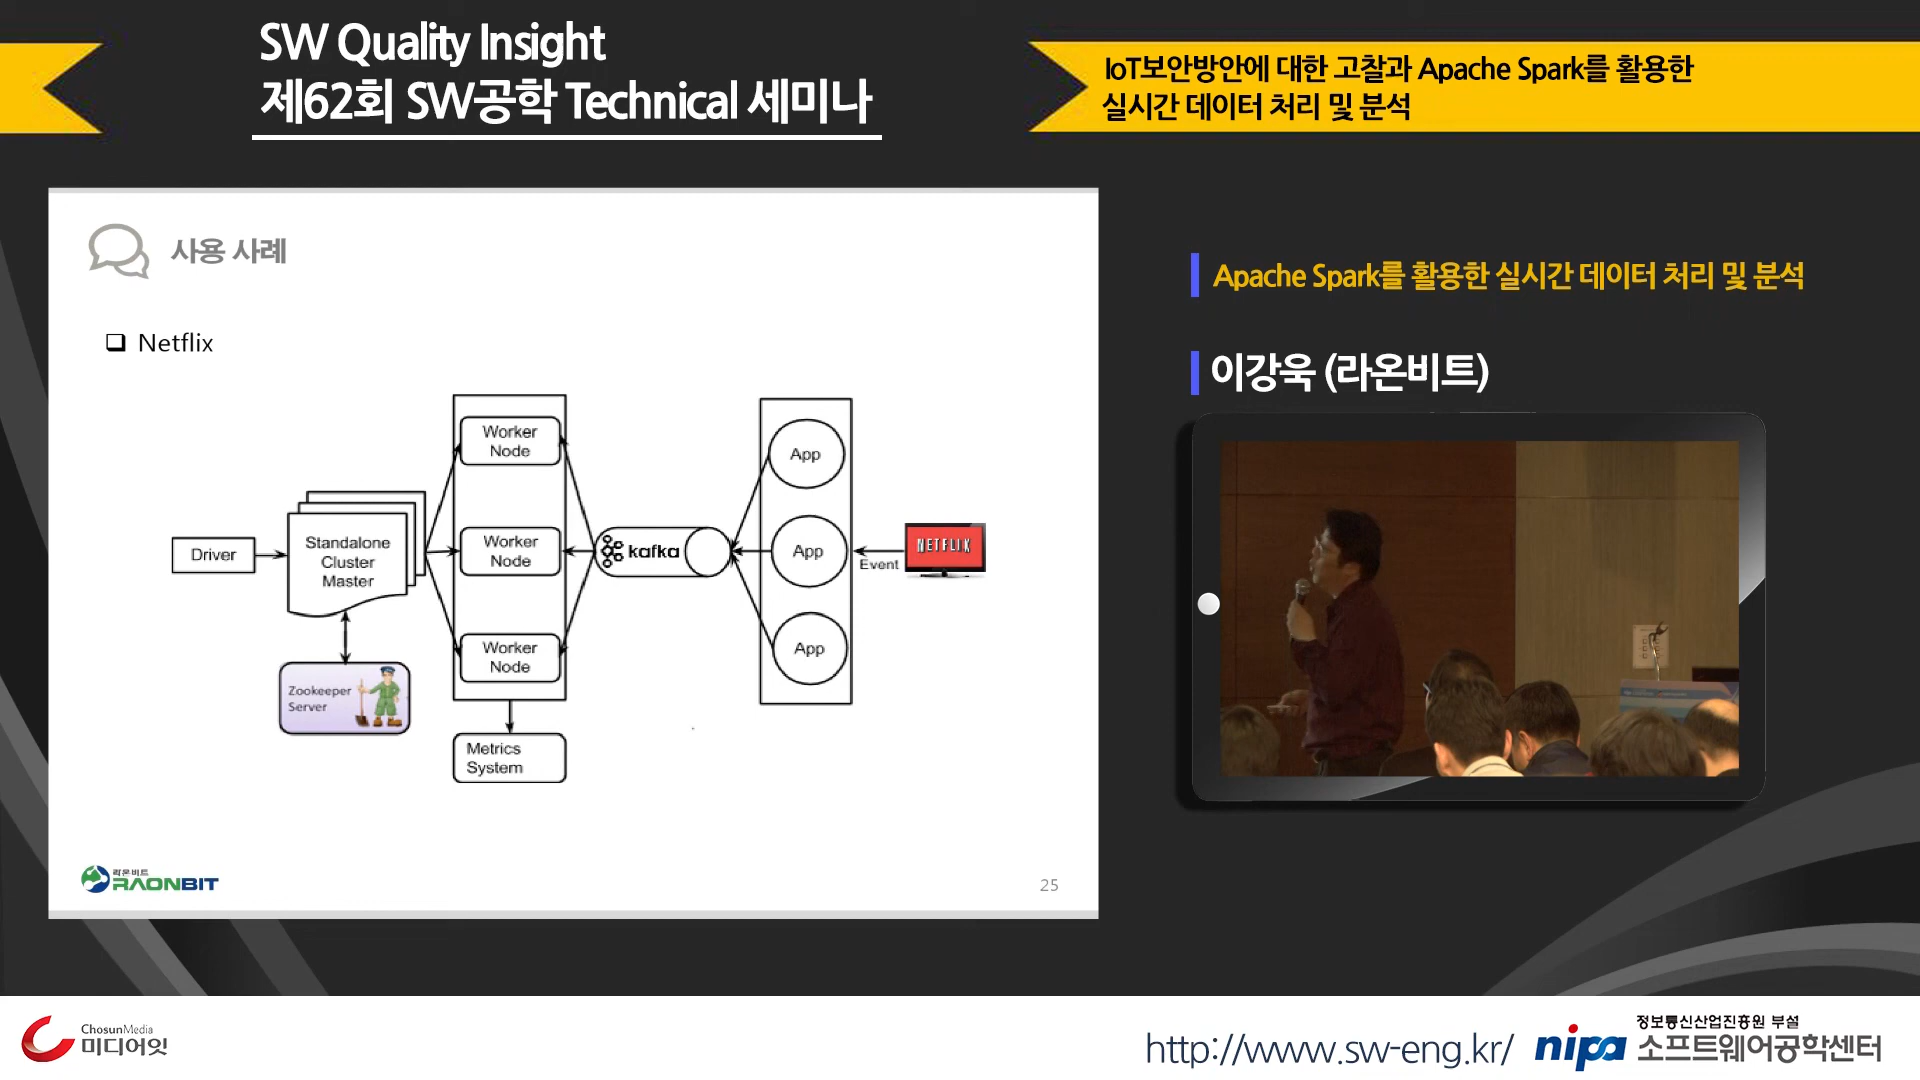 SW Quality Insight
제62회 SW공학 Technical 세미나
IoT보안방안에 대한 고찰과 Apache Spark를 활용한
실시간 데이터 처리 및 분석
사용 사례
Netflix
Driver
Standalone
Cluster
Master
Zookeeper
Server
Worker
Node
Worker
Node
Worker
Node
Metrics
System
kafka
App
App
App
Event
NETFLIX
라온비트
RAONBIT
25
Apache Spark를 활용한 실시간 데이터 처리 및 분석
이강욱 (라온비트)
ChosunMedia
미디어잇
http://www.sw-eng.kr/
nipa
정보통신산업진흥원 부설
소프트웨어공학센터